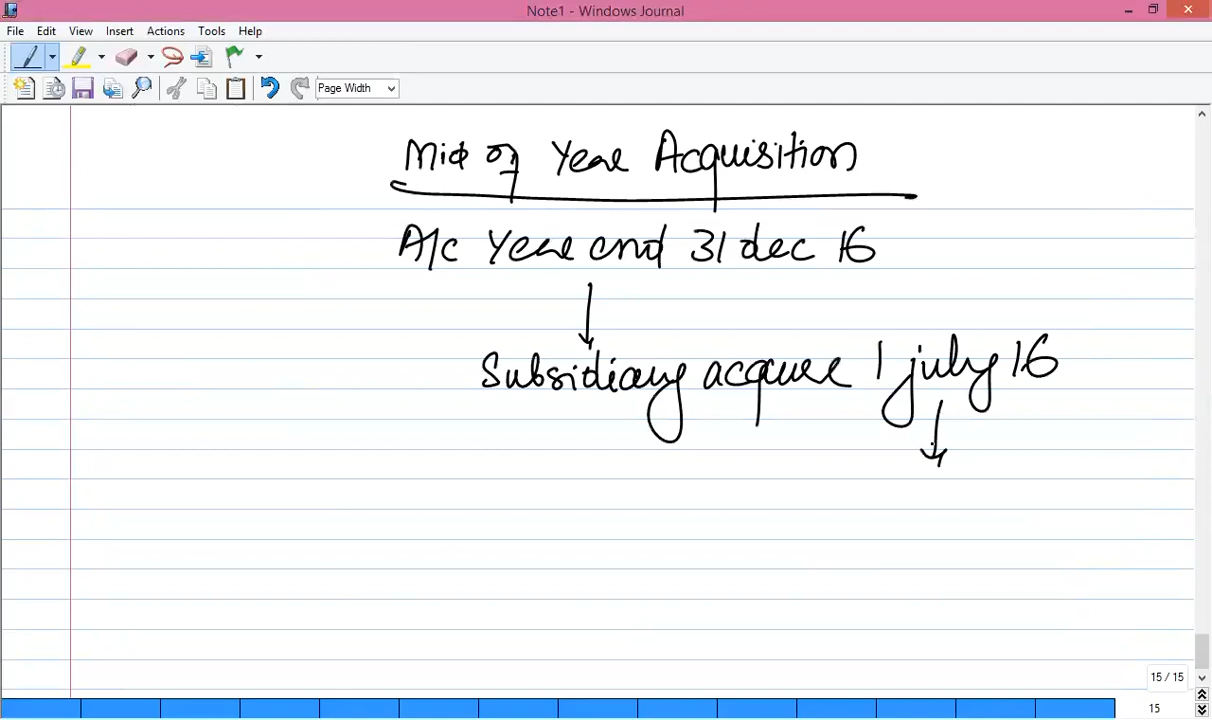 Note1 - Windows Journal
File Edit View Insert Actions Tools Help
Page Width
Mid of Year Acquisition
A/c Year end 31 dec 16
Subsidiary acquire 1 july 16
15 / 15
15